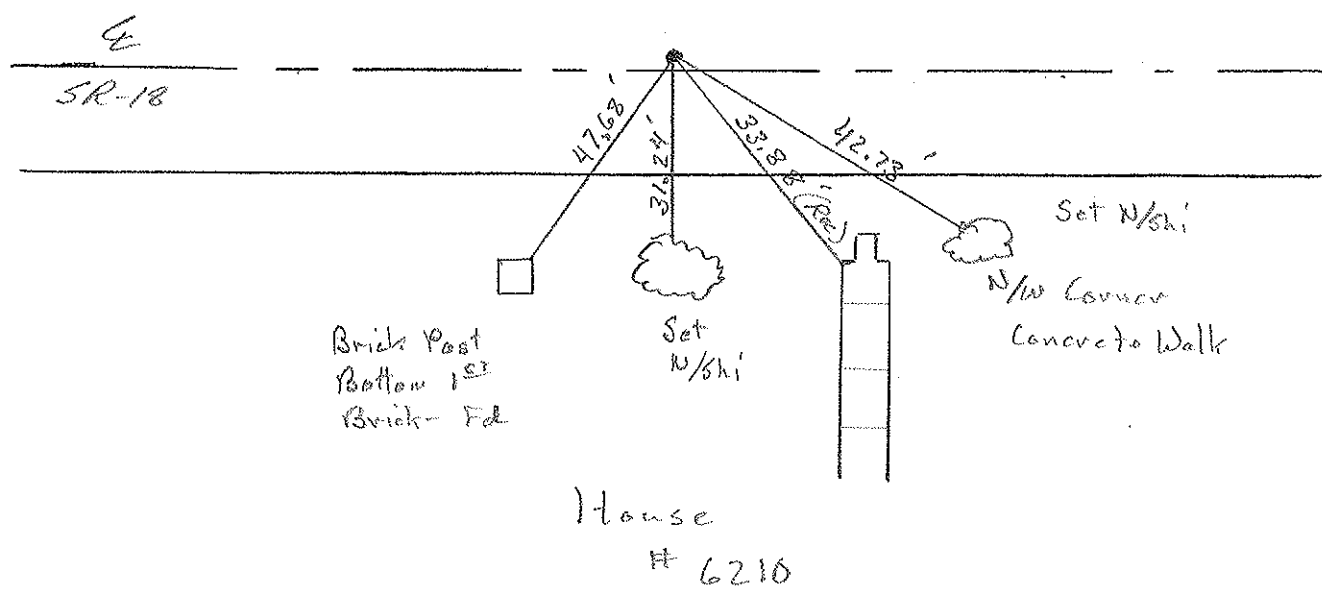 ℄
SR-18
47.68'
31.24'
33.88' (Rec)
42.73'
Set N/shi
N/W Corner
Concrete Walk
Set
N/shi
Brick Post
Bottom 1st
Brick- Fd
House
# 6210